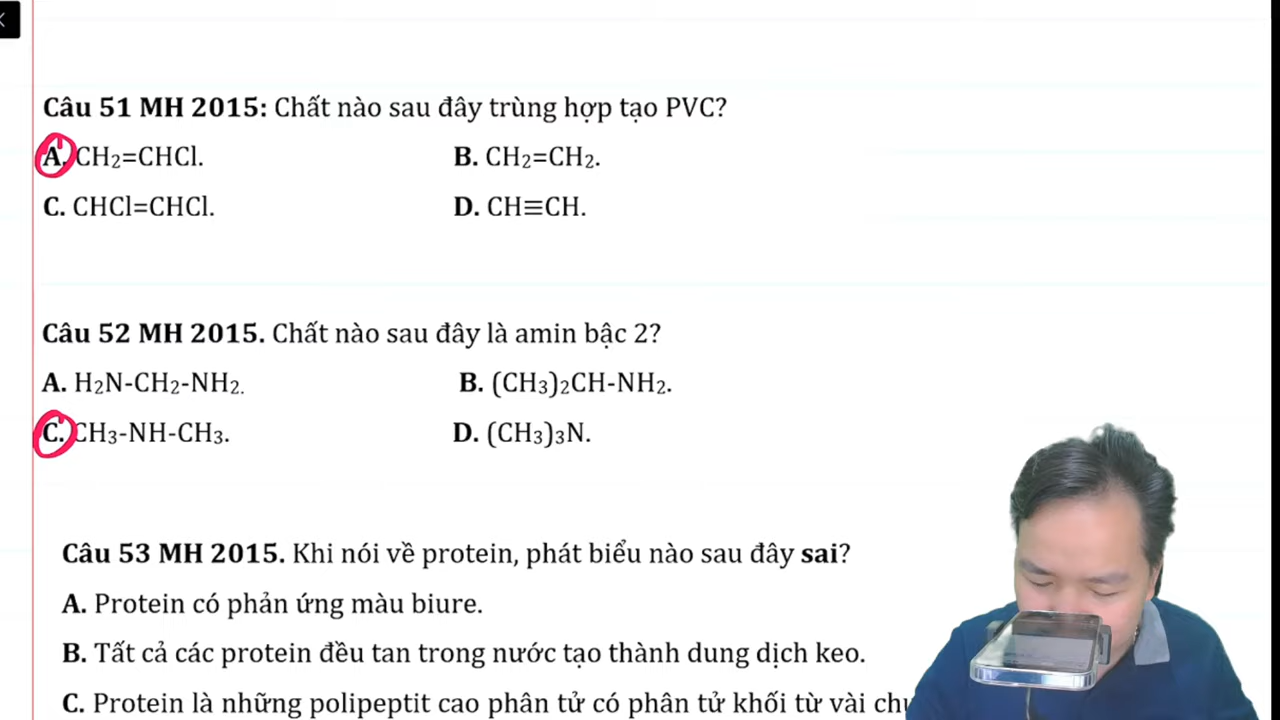 Câu 51 MH 2015: Chất nào sau đây trùng hợp tạo PVC?
A. CH₂=CHCl. B. CH₂=CH₂.
C. CHCl=CHCl. D. CH≡CH.
Câu 52 MH 2015. Chất nào sau đây là amin bậc 2?
A. H₂N-CH₂-NH₂. B. (CH₃)₂CH-NH₂.
C. CH₃-NH-CH₃. D. (CH₃)₃N.
Câu 53 MH 2015. Khi nói về protein, phát biểu nào sau đây sai?
A. Protein có phản ứng màu biure.
B. Tất cả các protein đều tan trong nước tạo thành dung dịch keo.
C. Protein là những polipeptit cao phân tử có phân tử khối từ vài